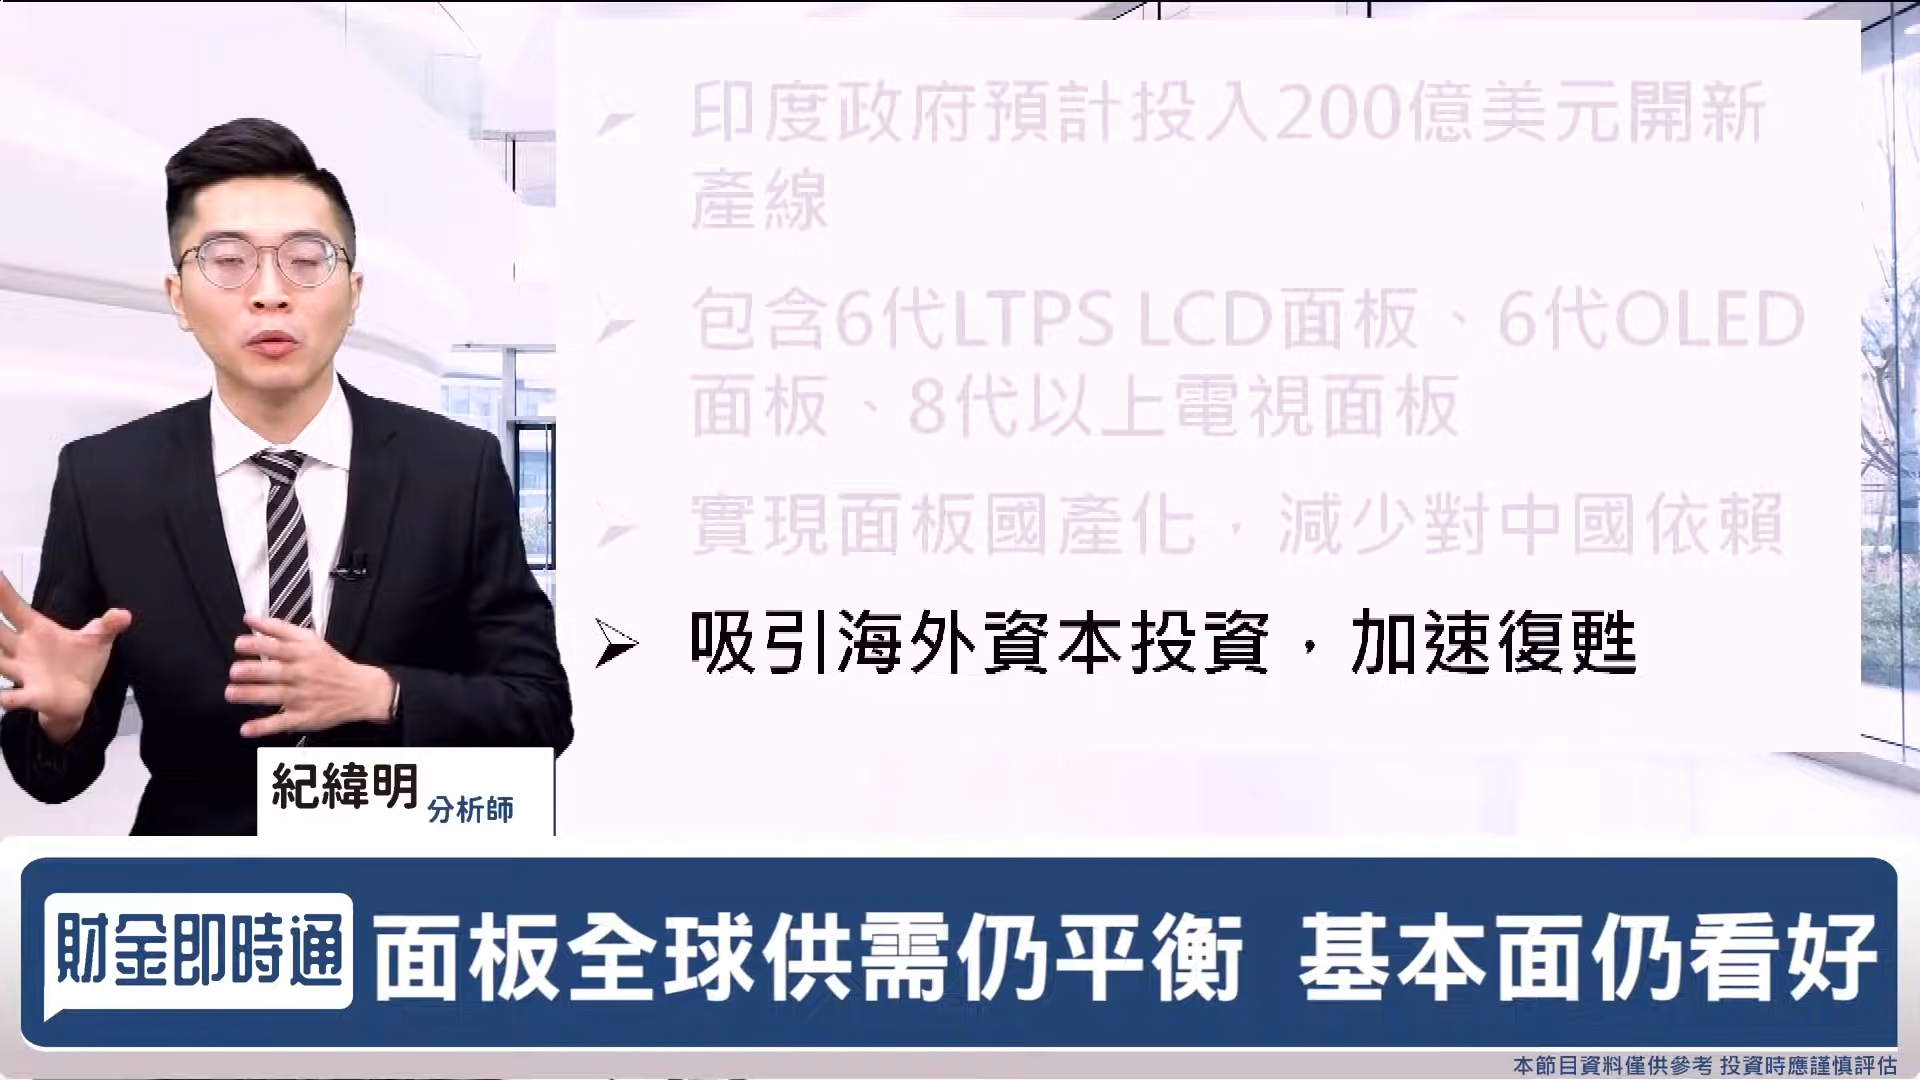 印度政府預計投入200億美元開新
產線
包含6代LTPS LCD面板、6代OLED
面板、8代以上電視面板
實現面板國產化，減少對中國依賴
吸引海外資本投資，加速復甦
紀緯明 分析師
財金即時通 面板全球供需仍平衡 基本面仍看好
本節目資料僅供參考 投資時應謹慎評估